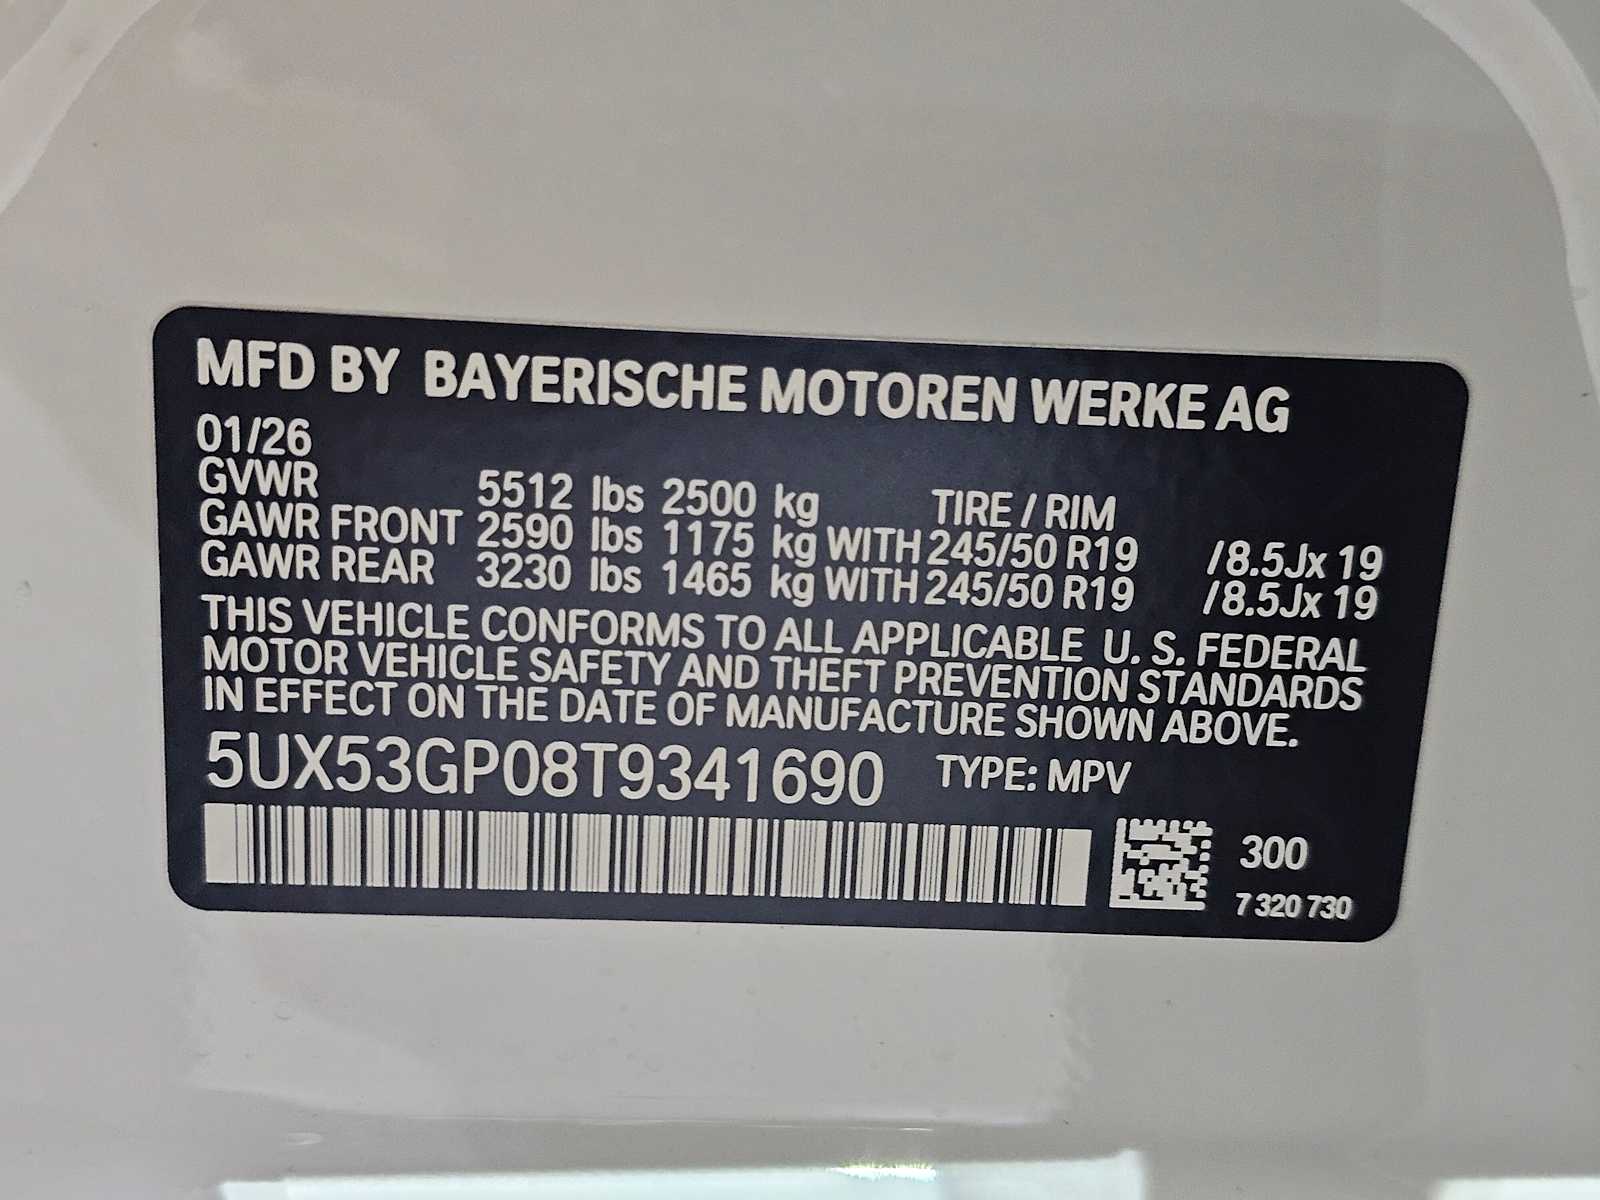 MFD BY BAYERISCHE MOTOREN WERKE AG
01/26
GVWR 5512 lbs 2500 kg TIRE / RIM
GAWR FRONT 2590 lbs 1175 kg WITH 245/50 R19 /8.5Jx 19
GAWR REAR 3230 lbs 1465 kg WITH 245/50 R19 /8.5Jx 19
THIS VEHICLE CONFORMS TO ALL APPLICABLE U. S. FEDERAL
MOTOR VEHICLE SAFETY AND THEFT PREVENTION STANDARDS
IN EFFECT ON THE DATE OF MANUFACTURE SHOWN ABOVE.
5UX53GP08T9341690 TYPE: MPV
300
7 320 730